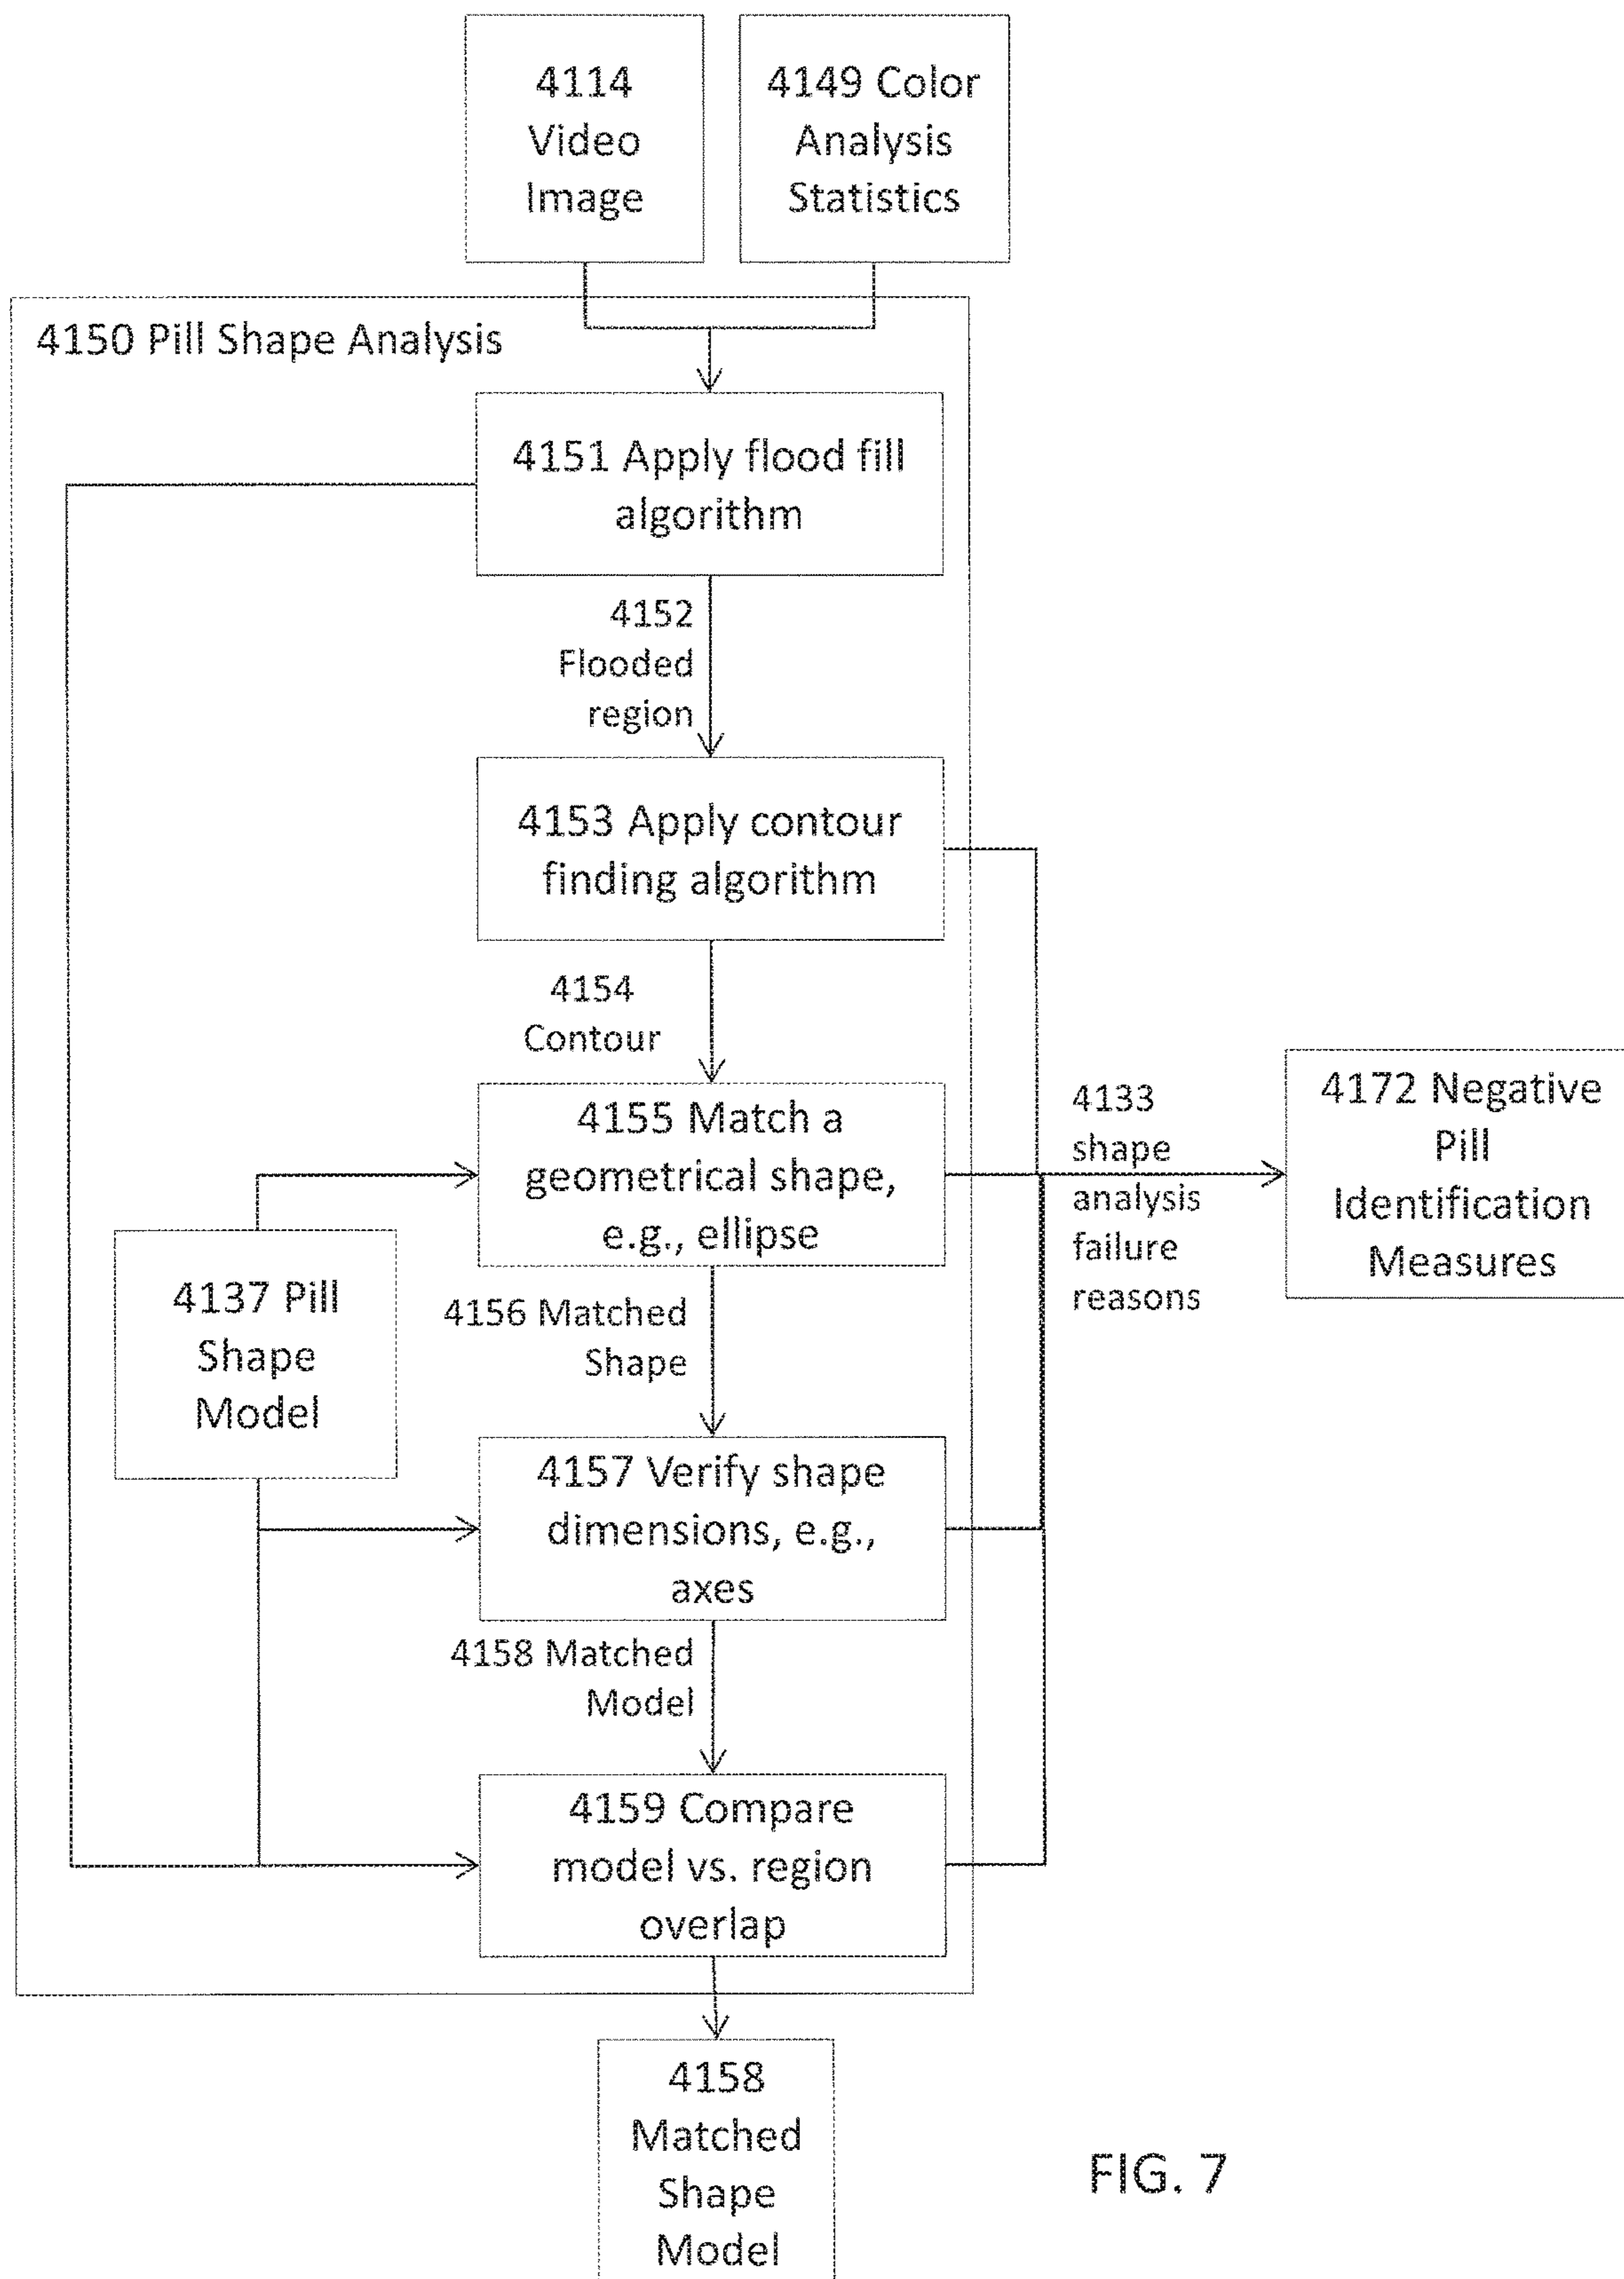 4114
Video
Image
4149 Color
Analysis
Statistics
4150 Pill Shape Analysis
4151 Apply flood fill
algorithm
4152
Flooded
region
4153 Apply contour
finding algorithm
4154
Contour
4155 Match a
geometrical shape,
e.g., ellipse
4133
shape
analysis
failure
reasons
4172 Negative
Pill
Identification
Measures
4137 Pill
Shape
Model
4156 Matched
Shape
4157 Verify shape
dimensions, e.g.,
axes
4158 Matched
Model
4159 Compare
model vs. region
overlap
4158
Matched
Shape
Model
FIG. 7